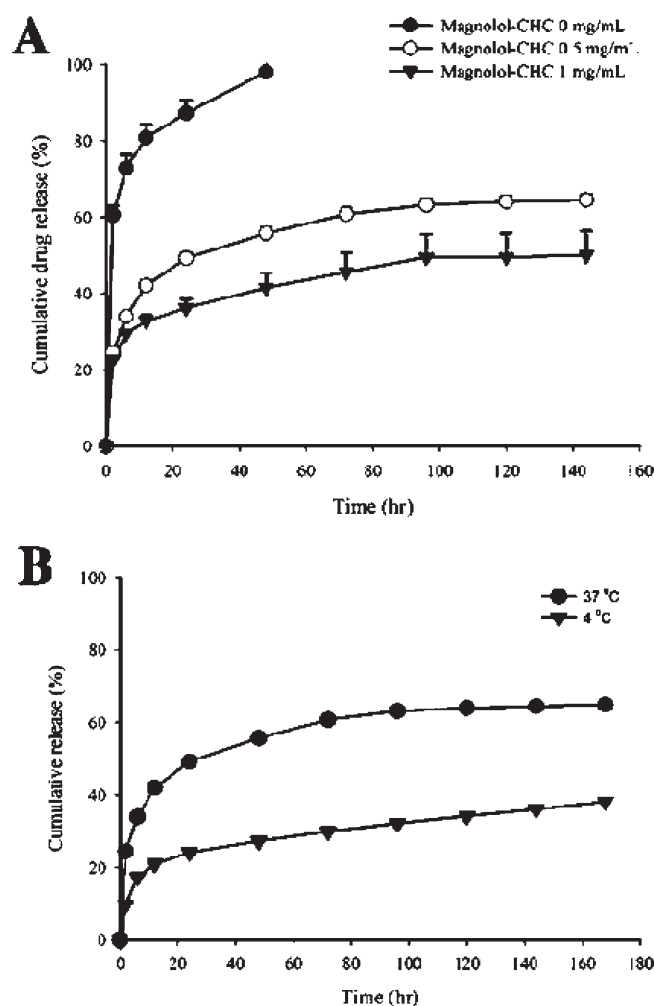 A
Magnolol-CHC 0 mg/mL
Magnolol-CHC 0 5 mg/mL
Magnolol-CHC 1 mg/mL
100
80
60
40
20
0
Cumulative drug release (%)
0 20 40 60 80 100 120 140 160
Time (hr)
B
37 °C
4 °C
100
80
60
40
20
0
Cumulative release (%)
0 20 40 60 80 100 120 140 160 180
Time (hr)